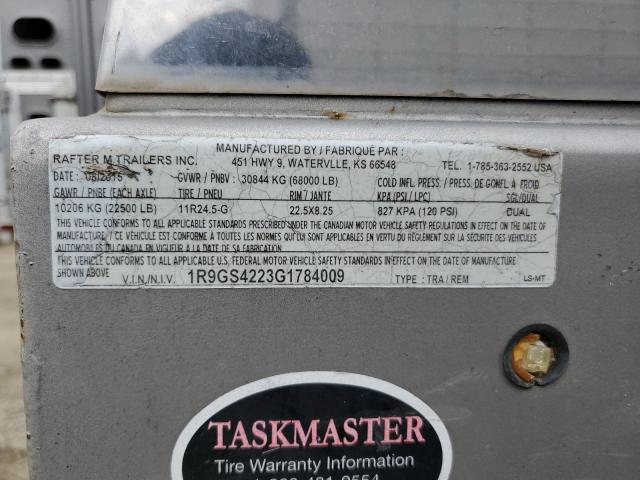 MANUFACTURED BY / FABRIQUÉ PAR :
RAFTER M TRAILERS INC. 451 HWY 9, WATERVLLE, KS 66548 TEL. 1-785-363-2552 USA
DATE : 08/2015 GVWR / PNBV : 30844 KG (68000 LB) COLD INFL. PRESS. / PRESS. DE GONFL. À FROID
GAWR / PNBE (EACH AXLE) TIRE / PNEU RIM / JANTE KPA (PSI / LPC) SGL/DUAL
10206 KG (22500 LB) 11R24.5-G 22.5X8.25 827 KPA (120 PSI) DUAL
THIS VEHICLE CONFORMS TO ALL APPLICABLE STANDARDS PRESCRIBED UNDER THE CANADIAN MOTOR VEHICLE SAFETY
REGULATIONS IN EFFECT ON THE DATE OF MANUFACTURE. / CE VÉHICULE EST CONFORME À TOUTES LES NORMES QUI LUI SONT
APPLICABLES EN VERTU DU RÈGLEMENT SUR LA SÉCURITÉ DES VÉHICULES
AUTOMOBILES DU CANADA EN VIGUEUR À LA DATE DE SA FABRICATION.
THIS VEHICLE CONFORMS TO ALL APPLICABLE U.S. FEDERAL MOTOR VEHICLE SAFETY STANDARDS IN EFFECT ON THE DATE OF MANUFACTURE
SHOWN ABOVE.
V.I.N./N.I.V. 1R9GS4223G1784009 TYPE : TRA / REM LS-MT
TASKMASTER
Tire Warranty Information